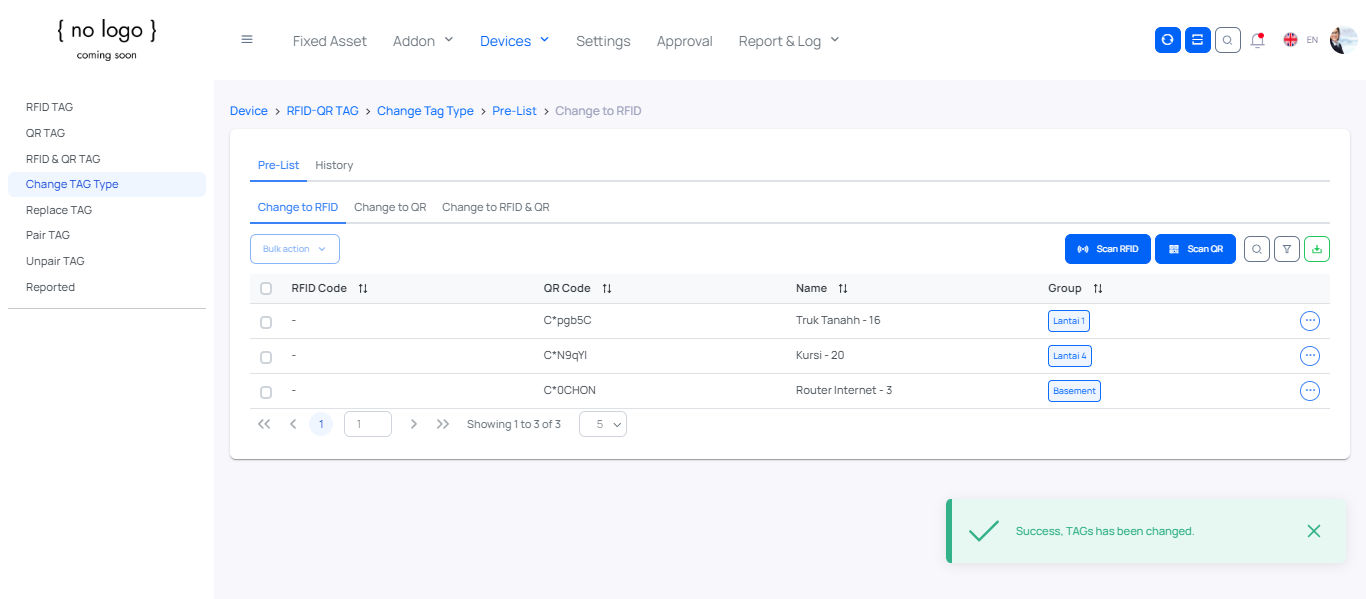 { no logo }
coming soon
Fixed Asset Addon Devices Settings Approval Report & Log EN
RFID TAG
QR TAG
RFID & QR TAG
Change TAG Type
Replace TAG
Pair TAG
Unpair TAG
Reported
Device > RFID-QR TAG > Change Tag Type > Pre-List > Change to RFID
Pre-List History
Change to RFID Change to QR Change to RFID & QR
Bulk action Scan RFID Scan QR
RFID Code QR Code Name Group
- C*pgb5C Truk Tanahh - 16 Lantai 1
- C*N9qYl Kursi - 20 Lantai 4
- C*0CHON Router Internet - 3 Basement
1 1 Showing 1 to 3 of 3 5
Success, TAGs has been changed.